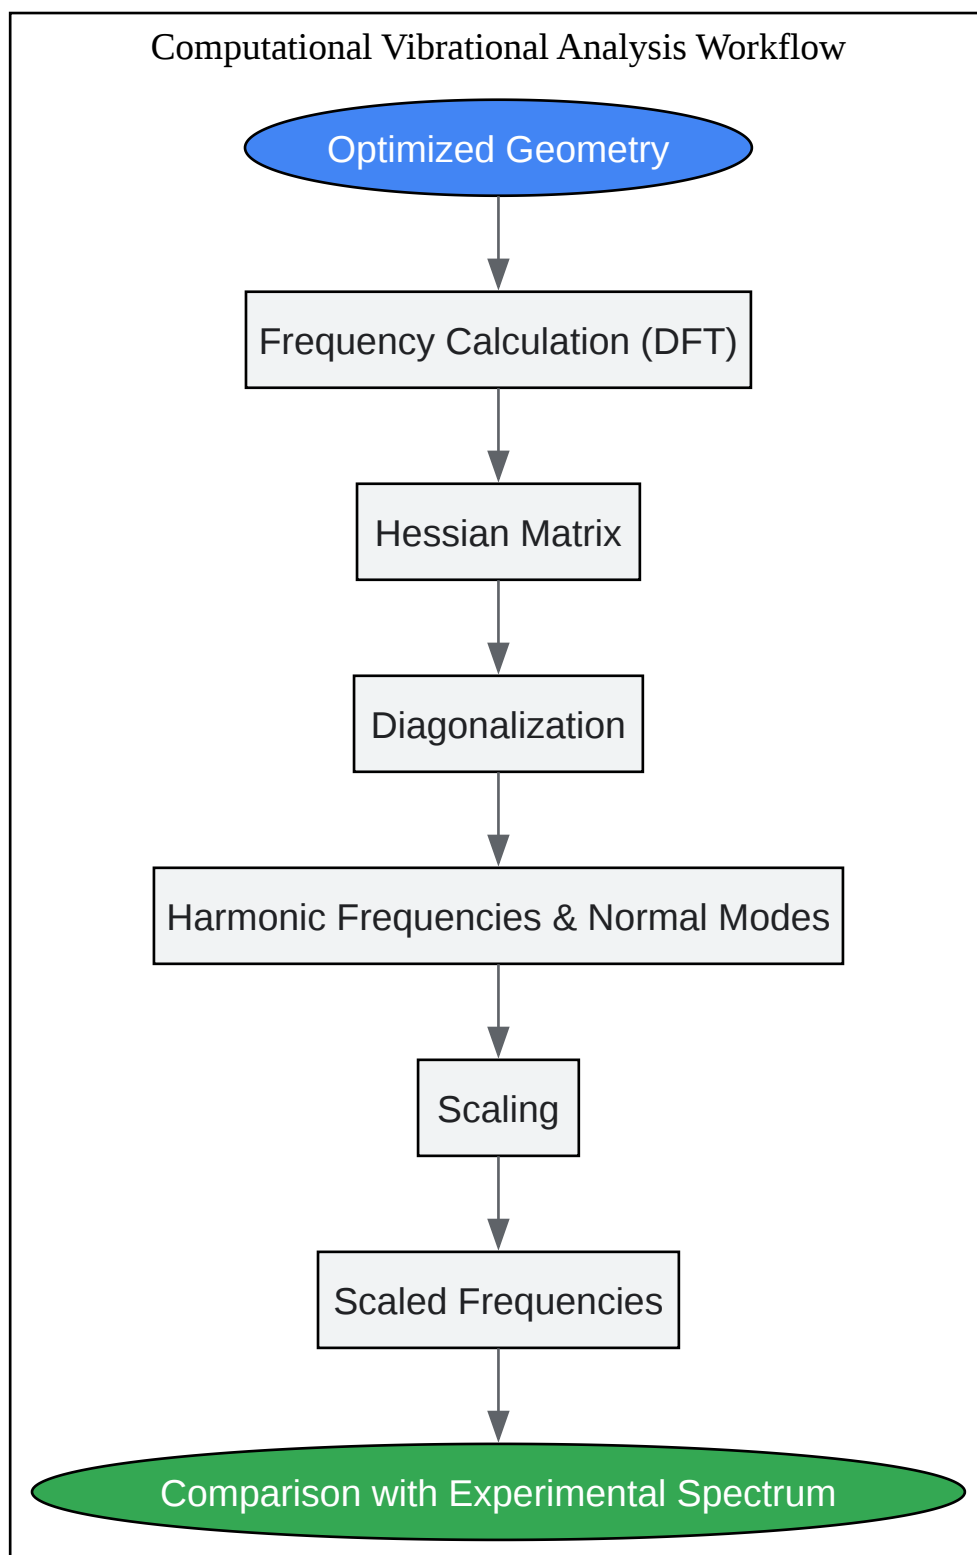 Computational Vibrational Analysis Workflow
Optimized Geometry
Frequency Calculation (DFT)
Hessian Matrix
Diagonalization
Harmonic Frequencies & Normal Modes
Scaling
Scaled Frequencies
Comparison with Experimental Spectrum